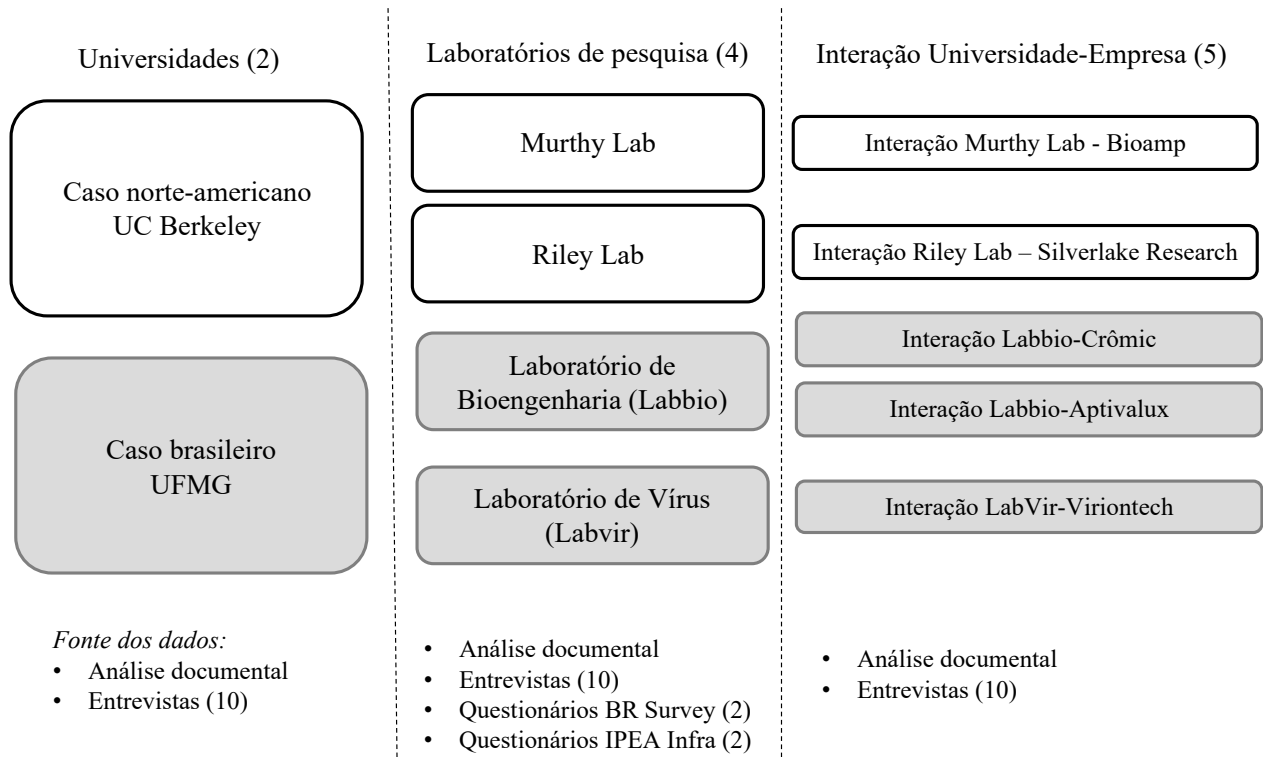 Universidades (2)
Caso norte-americano
UC Berkeley
Caso brasileiro
UFMG
Fonte dos dados:
• Análise documental
• Entrevistas (10)
Laboratórios de pesquisa (4)
Murthy Lab
Riley Lab
Laboratório de
Bioengenharia (Labbio)
Laboratório de Vírus
(Labvir)
• Análise documental
• Entrevistas (10)
• Questionários BR Survey (2)
• Questionários IPEA Infra (2)
Interação Universidade-Empresa (5)
Interação Murthy Lab - Bioamp
Interação Riley Lab – Silverlake Research
Interação Labbio-Crômic
Interação Labbio-Aptivalux
Interação LabVir-Viriontech
• Análise documental
• Entrevistas (10)